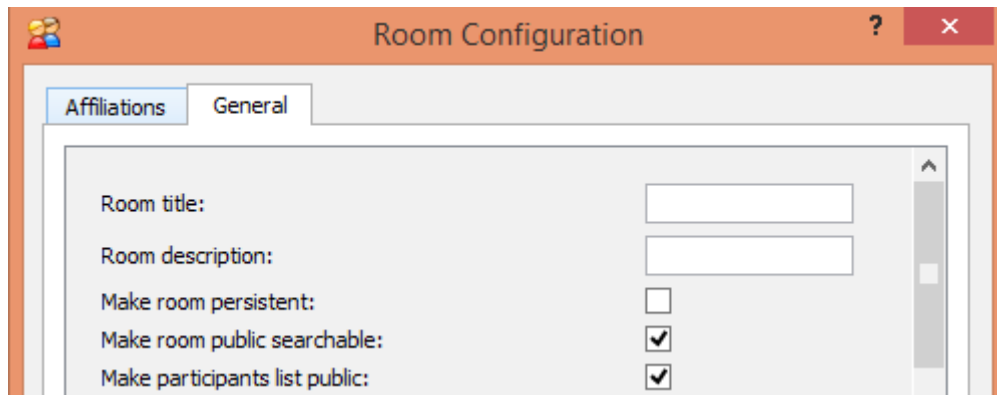 Room Configuration
?
Affiliations General
Room title:
Room description:
Make room persistent:
Make room public searchable:
Make participants list public: